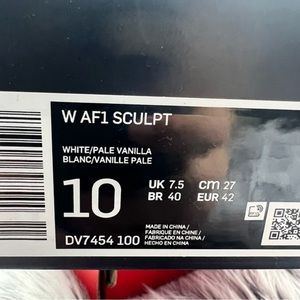 W AF1 SCULPT
WHITE/PALE VANILLA
BLANC/VANILLE PALE
10 UK 7.5 cm 27
BR 40 EUR 42
MADE IN CHINA /
FABRIQUE EN CHINE /
FABRICADO NA CHINA /
HECHO EN CHINA
DV7454 100